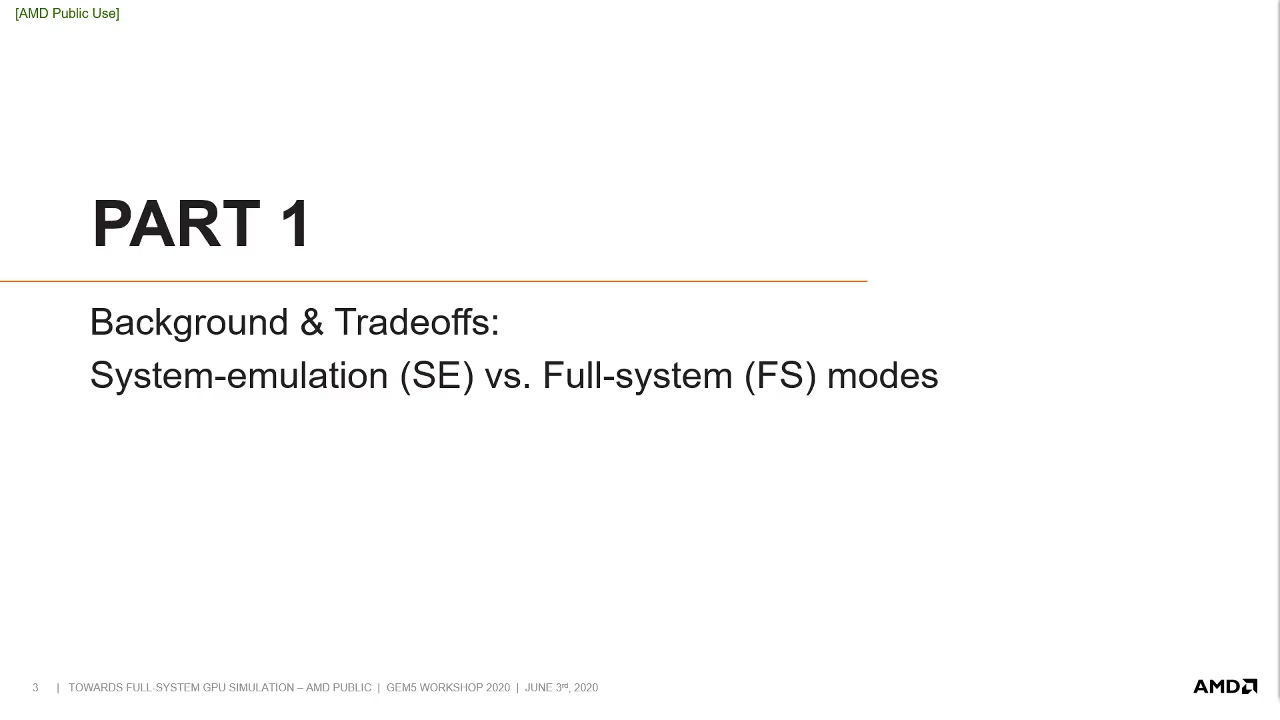 [AMD Public Use]
PART 1
Background & Tradeoffs:
System-emulation (SE) vs. Full-system (FS) modes
3 | TOWARDS FULL-SYSTEM GPU SIMULATION – AMD PUBLIC | GEM5 WORKSHOP 2020 | JUNE 3rd, 2020
AMD